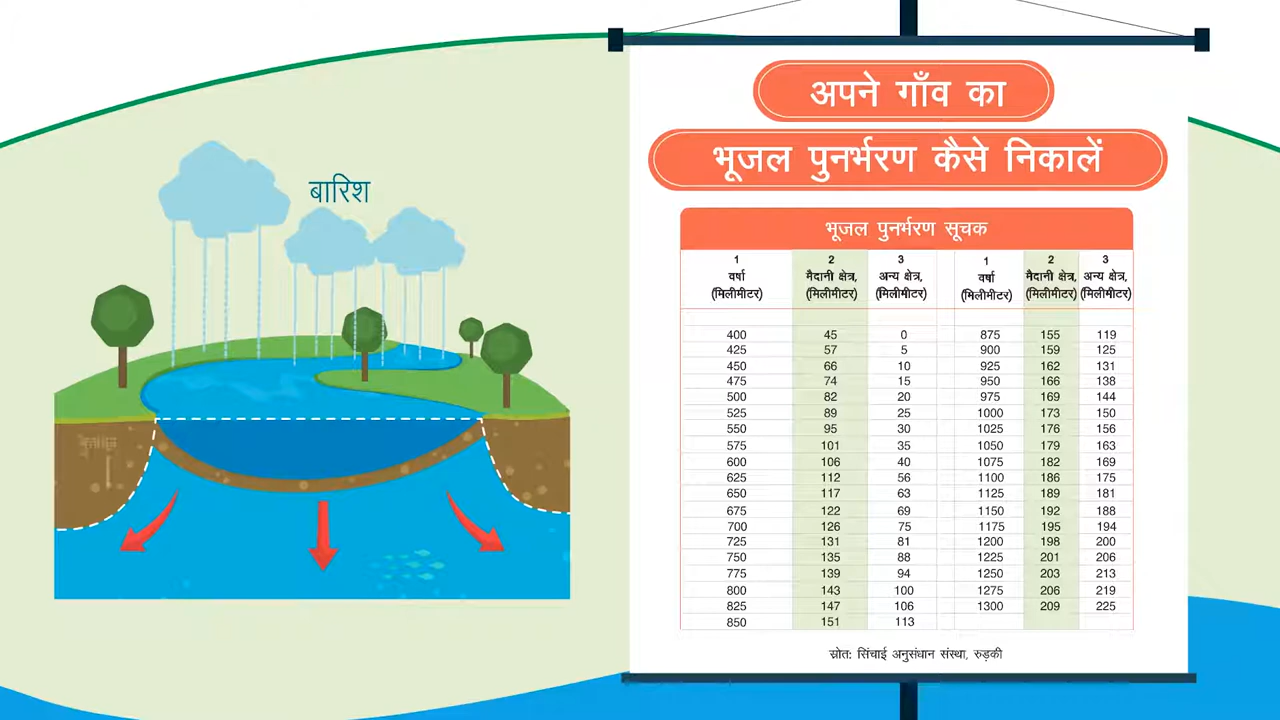 बारिश
अपने गाँव का
भूजल पुनर्भरण कैसे निकालें
भूजल पुनर्भरण सूचक
1 2 3 1 2 3
वर्षा मैदानी क्षेत्र, अन्य क्षेत्र, वर्षा मैदानी क्षेत्र, अन्य क्षेत्र,
(मिलीमीटर) (मिलीमीटर) (मिलीमीटर) (मिलीमीटर) (मिलीमीटर) (मिलीमीटर)
400 45 0 875 155 119
425 57 5 900 159 125
450 66 10 925 162 131
475 74 15 950 166 138
500 82 20 975 169 144
525 89 25 1000 173 150
550 95 30 1025 176 156
575 101 35 1050 179 163
600 106 40 1075 182 169
625 112 56 1100 186 175
650 117 63 1125 189 181
675 122 69 1150 192 188
700 126 75 1175 195 194
725 131 81 1200 198 200
750 135 88 1225 201 206
775 139 94 1250 203 213
800 143 100 1275 206 219
825 147 106 1300 209 225
850 151 113
स्रोत: सिंचाई अनुसंधान संस्था, रुड़की